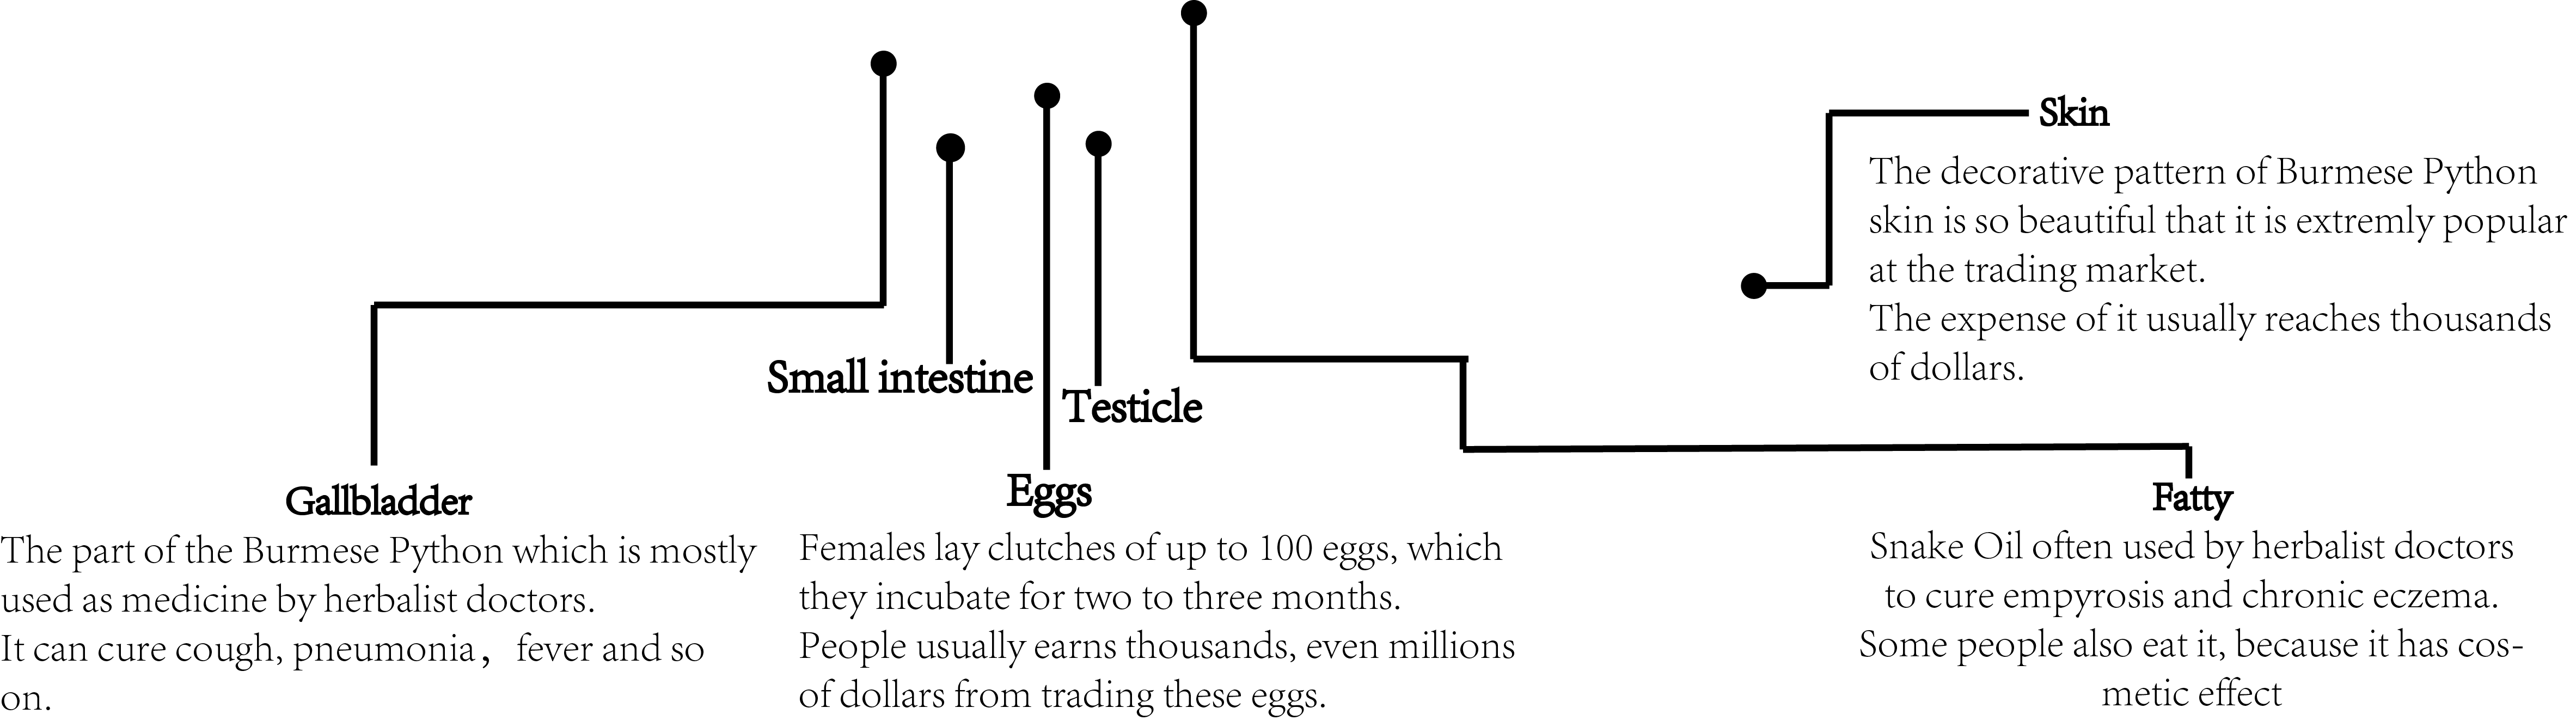 Skin
The decorative pattern of Burmese Python
skin is so beautiful that it is extremly popular
at the trading market.
The expense of it usually reaches thousands
of dollars.
Small intestine
Testicle
Gallbladder
The part of the Burmese Python which is mostly
used as medicine by herbalist doctors.
It can cure cough, pneumonia，fever and so
on.
Eggs
Females lay clutches of up to 100 eggs, which
they incubate for two to three months.
People usually earns thousands, even millions
of dollars from trading these eggs.
Fatty
Snake Oil often used by herbalist doctors
to cure empyrosis and chronic eczema.
Some people also eat it, because it has cos-
metic effect